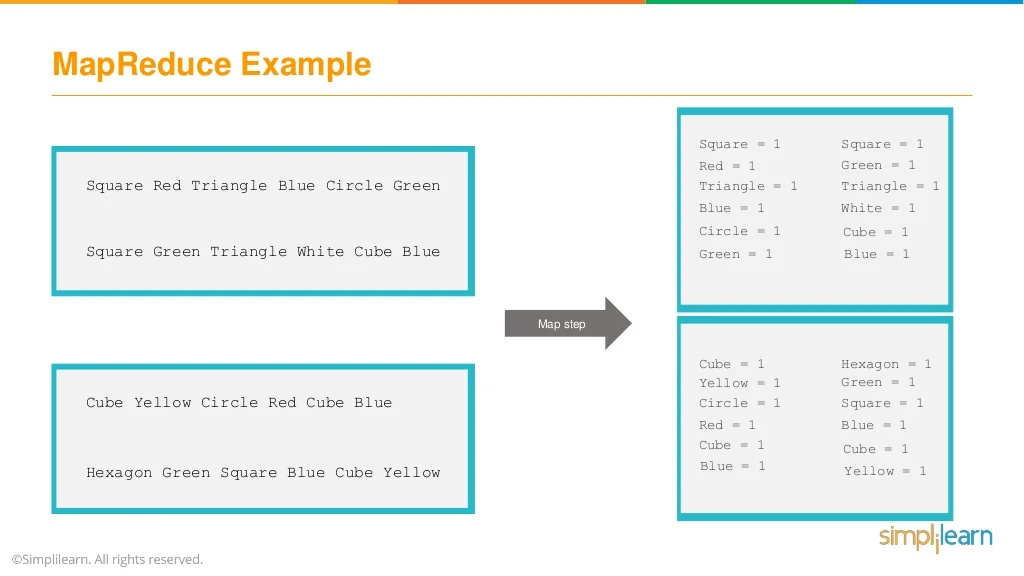 MapReduce Example
Square Red Triangle Blue Circle Green
Square Green Triangle White Cube Blue
Cube Yellow Circle Red Cube Blue
Hexagon Green Square Blue Cube Yellow
Map step
Square = 1
Red = 1
Triangle = 1
Blue = 1
Circle = 1
Green = 1
Square = 1
Green = 1
Triangle = 1
White = 1
Cube = 1
Blue = 1
Cube = 1
Yellow = 1
Circle = 1
Red = 1
Cube = 1
Blue = 1
Hexagon = 1
Green = 1
Square = 1
Blue = 1
Cube = 1
Yellow = 1
simplilearn
©Simplilearn. All rights reserved.